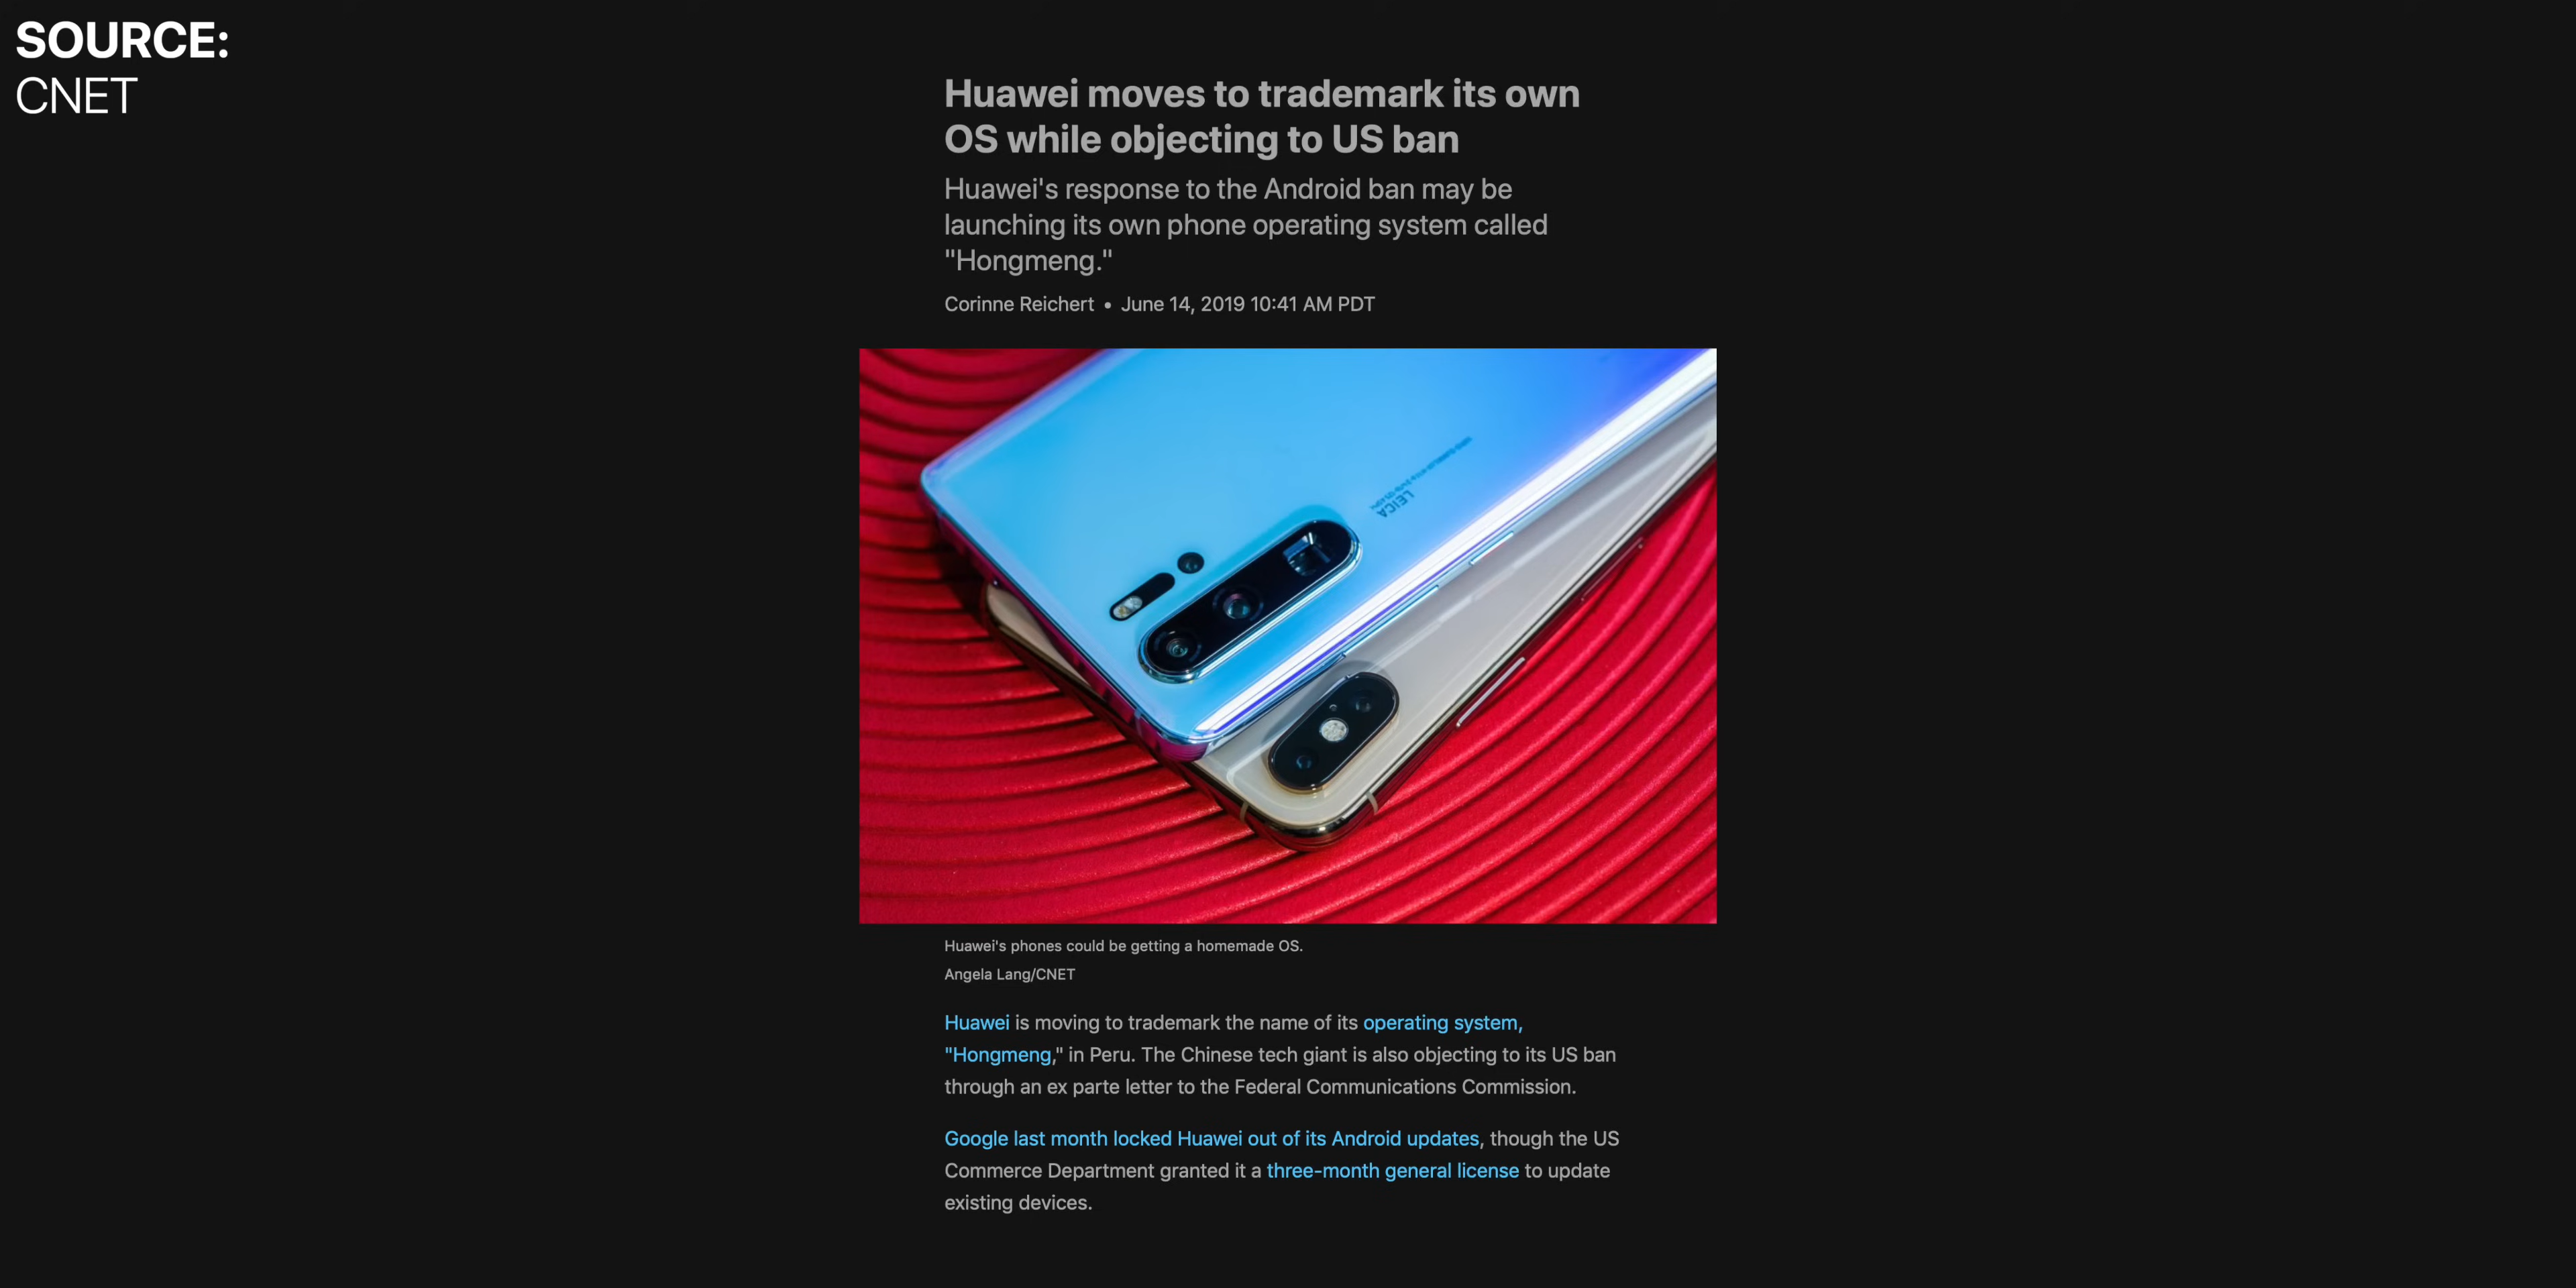 SOURCE:
CNET
Huawei moves to trademark its own
OS while objecting to US ban
Huawei's response to the Android ban may be
launching its own phone operating system called
"Hongmeng."
Corinne Reichert • June 14, 2019 10:41 AM PDT
LEICA
Huawei's phones could be getting a homemade OS.
Angela Lang/CNET
Huawei is moving to trademark the name of its operating system,
"Hongmeng," in Peru. The Chinese tech giant is also objecting to its US ban
through an ex parte letter to the Federal Communications Commission.
Google last month locked Huawei out of its Android updates, though the US
Commerce Department granted it a three-month general license to update
existing devices.